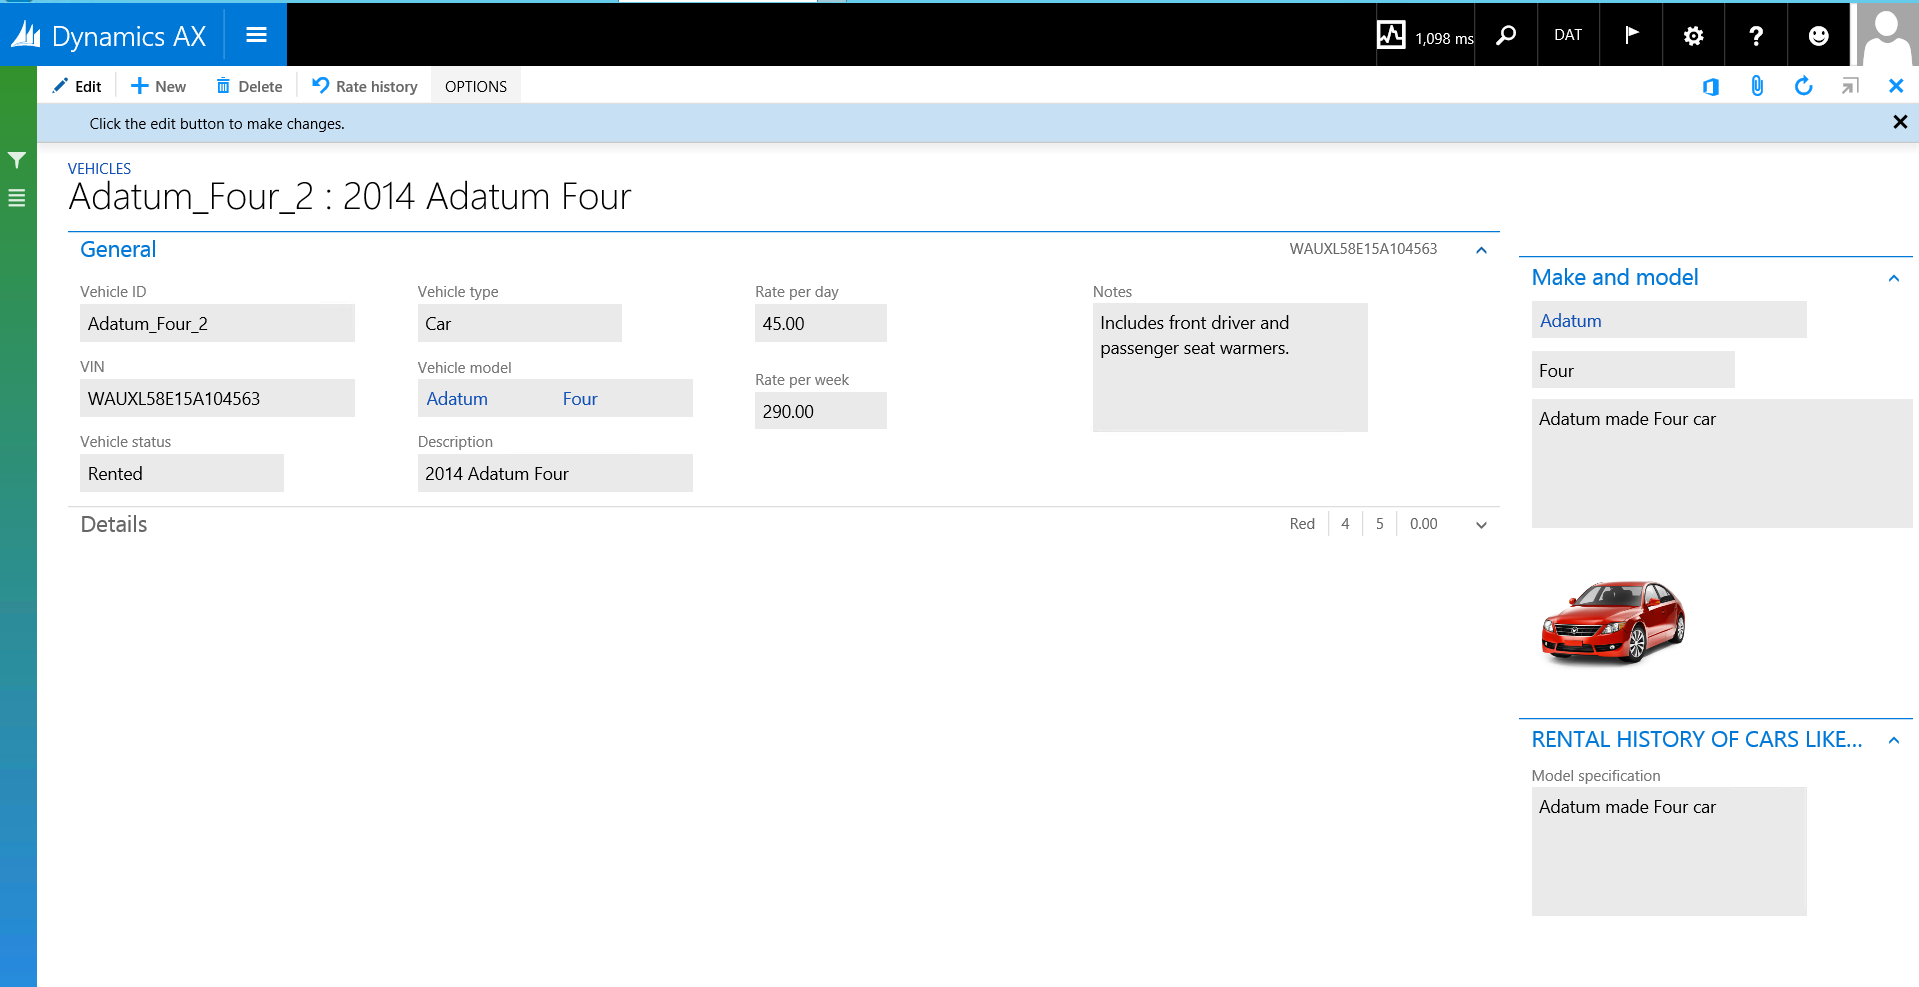 Dynamics AX
1,098 ms
DAT
Edit
New
Delete
Rate history
OPTIONS
Click the edit button to make changes.
VEHICLES
Adatum_Four_2 : 2014 Adatum Four
General
WAUXL58E15A104563
Vehicle ID
Adatum_Four_2
VIN
WAUXL58E15A104563
Vehicle status
Rented
Vehicle type
Car
Vehicle model
Adatum Four
Description
2014 Adatum Four
Rate per day
45.00
Rate per week
290.00
Notes
Includes front driver and
passenger seat warmers.
Details
Red 4 5 0.00
Make and model
Adatum
Four
Adatum made Four car
RENTAL HISTORY OF CARS LIKE...
Model specification
Adatum made Four car